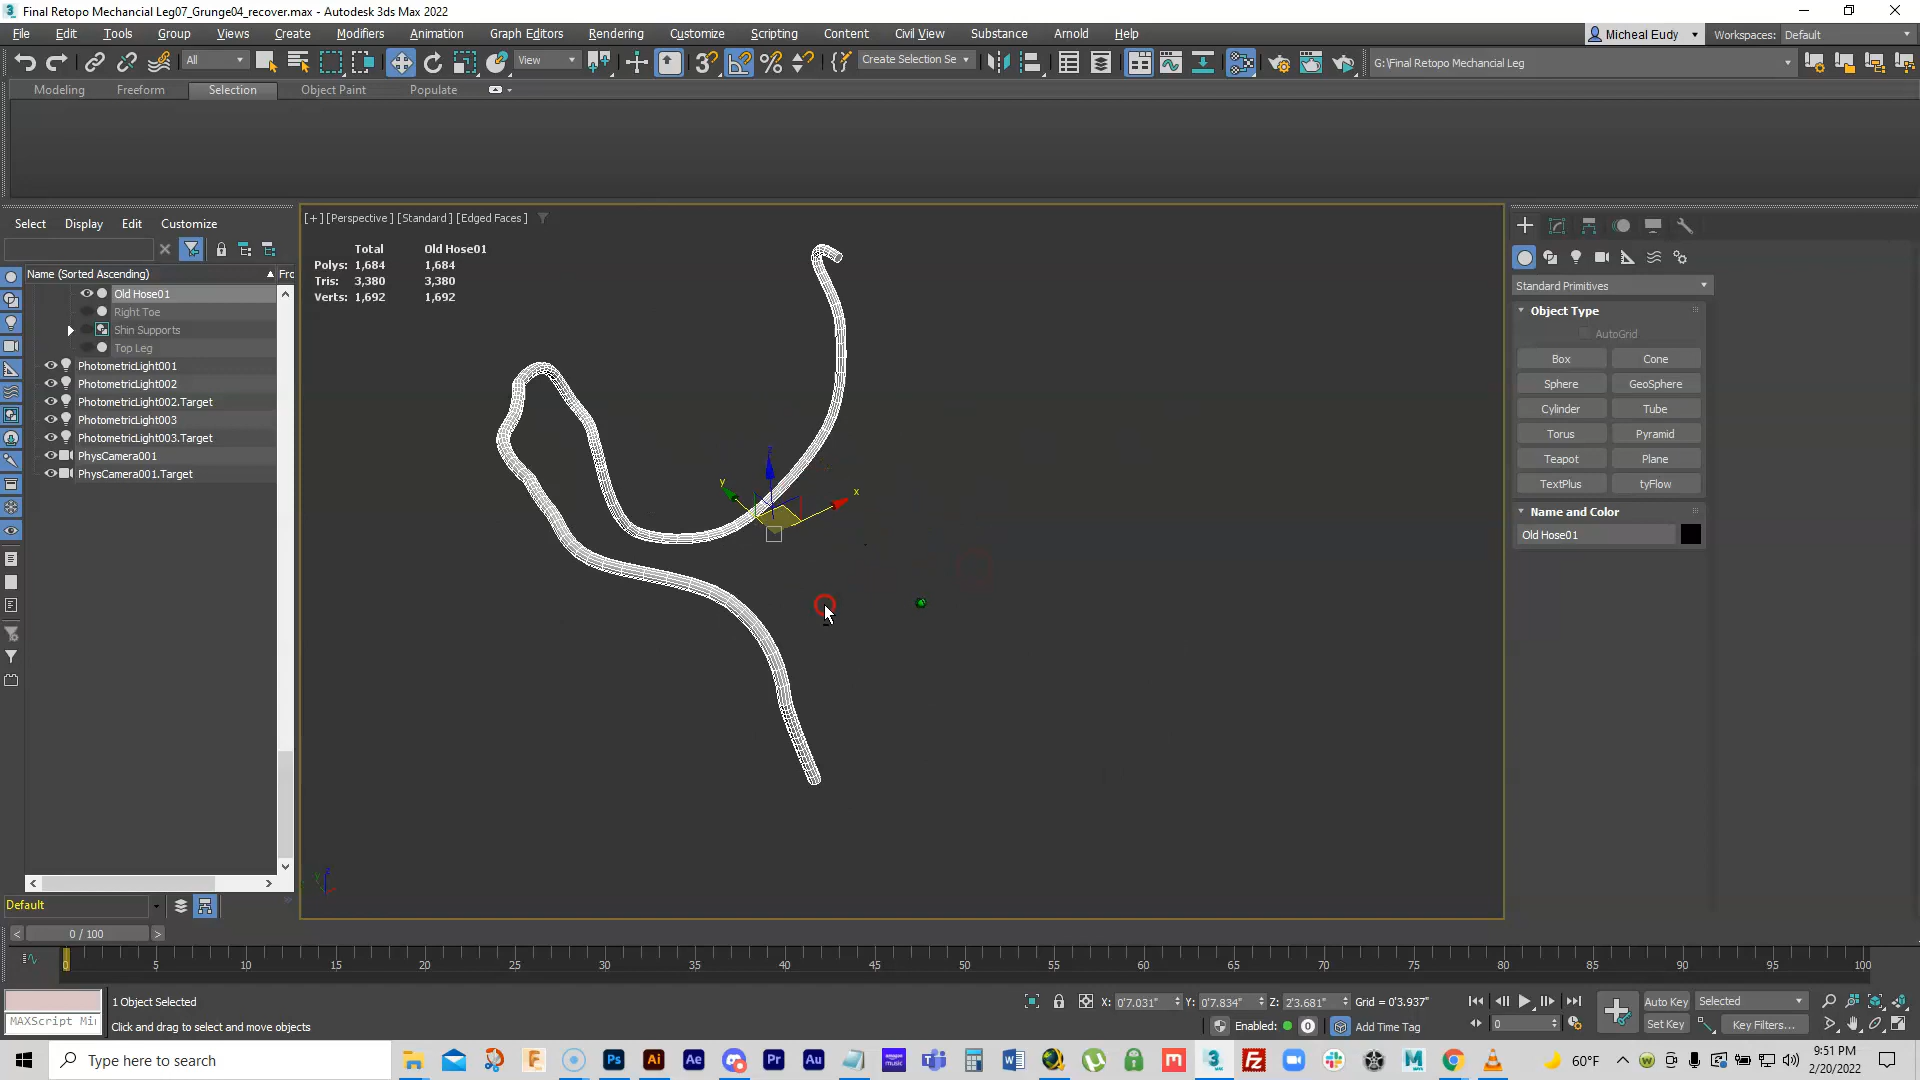 Final Retopo Mechancial Leg07_Grunge04_recover.max - Autodesk 3ds Max 2022
File Edit Tools Group Views Create Modifiers Animation Graph Editors Rendering Customize Scripting Content Civil View Substance Arnold Help Micheal Eudy Workspaces: Default
All View Create Selection Se G:\Final Retopo Mechancial Leg
Modeling Freeform Selection Object Paint Populate
Select Display Edit Customize
[+] [Perspective] [Standard] [Edged Faces]
Name (Sorted Ascending) Fro
Total Old Hose01
Polys: 1,684 1,684
Tris: 3,380 3,380
Verts: 1,692 1,692
Old Hose01
Right Toe
Shin Supports
Top Leg
PhotometricLight001
PhotometricLight002
PhotometricLight002.Target
PhotometricLight003
PhotometricLight003.Target
PhysCamera001
PhysCamera001.Target
z
y
x
Standard Primitives
Object Type
AutoGrid
Box Cone
Sphere GeoSphere
Cylinder Tube
Torus Pyramid
Teapot Plane
TextPlus tyFlow
Name and Color
Old Hose01
Default
0 / 100
0 5 10 15 20 25 30 35 40 45 50 55 60 65 70 75 80 85 90 95 100
1 Object Selected X: 0'7.031" Y: 0'7.834" Z: 2'3.681" Grid = 0'3.937" Auto Key Selected
MAXScript Mi Click and drag to select and move objects Enabled: 0 Add Time Tag 0 Set Key Key Filters...
Type here to search 60°F 9:51 PM
2/20/2022